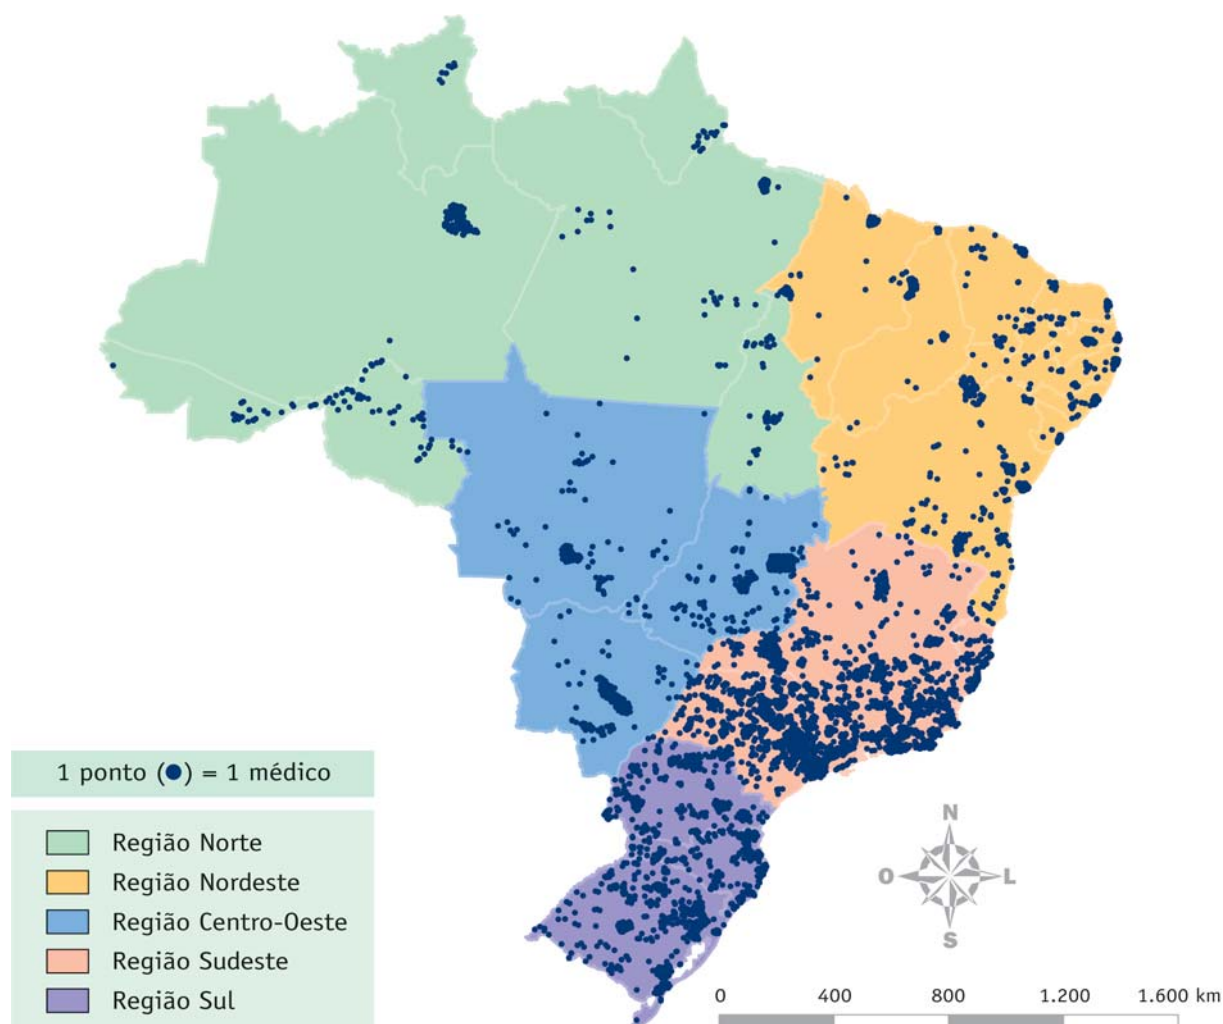 1 ponto (●) = 1 médico
Região Norte
Região Nordeste
Região Centro-Oeste
Região Sudeste
Região Sul
N
O L
S
0 400 800 1.200 1.600 km